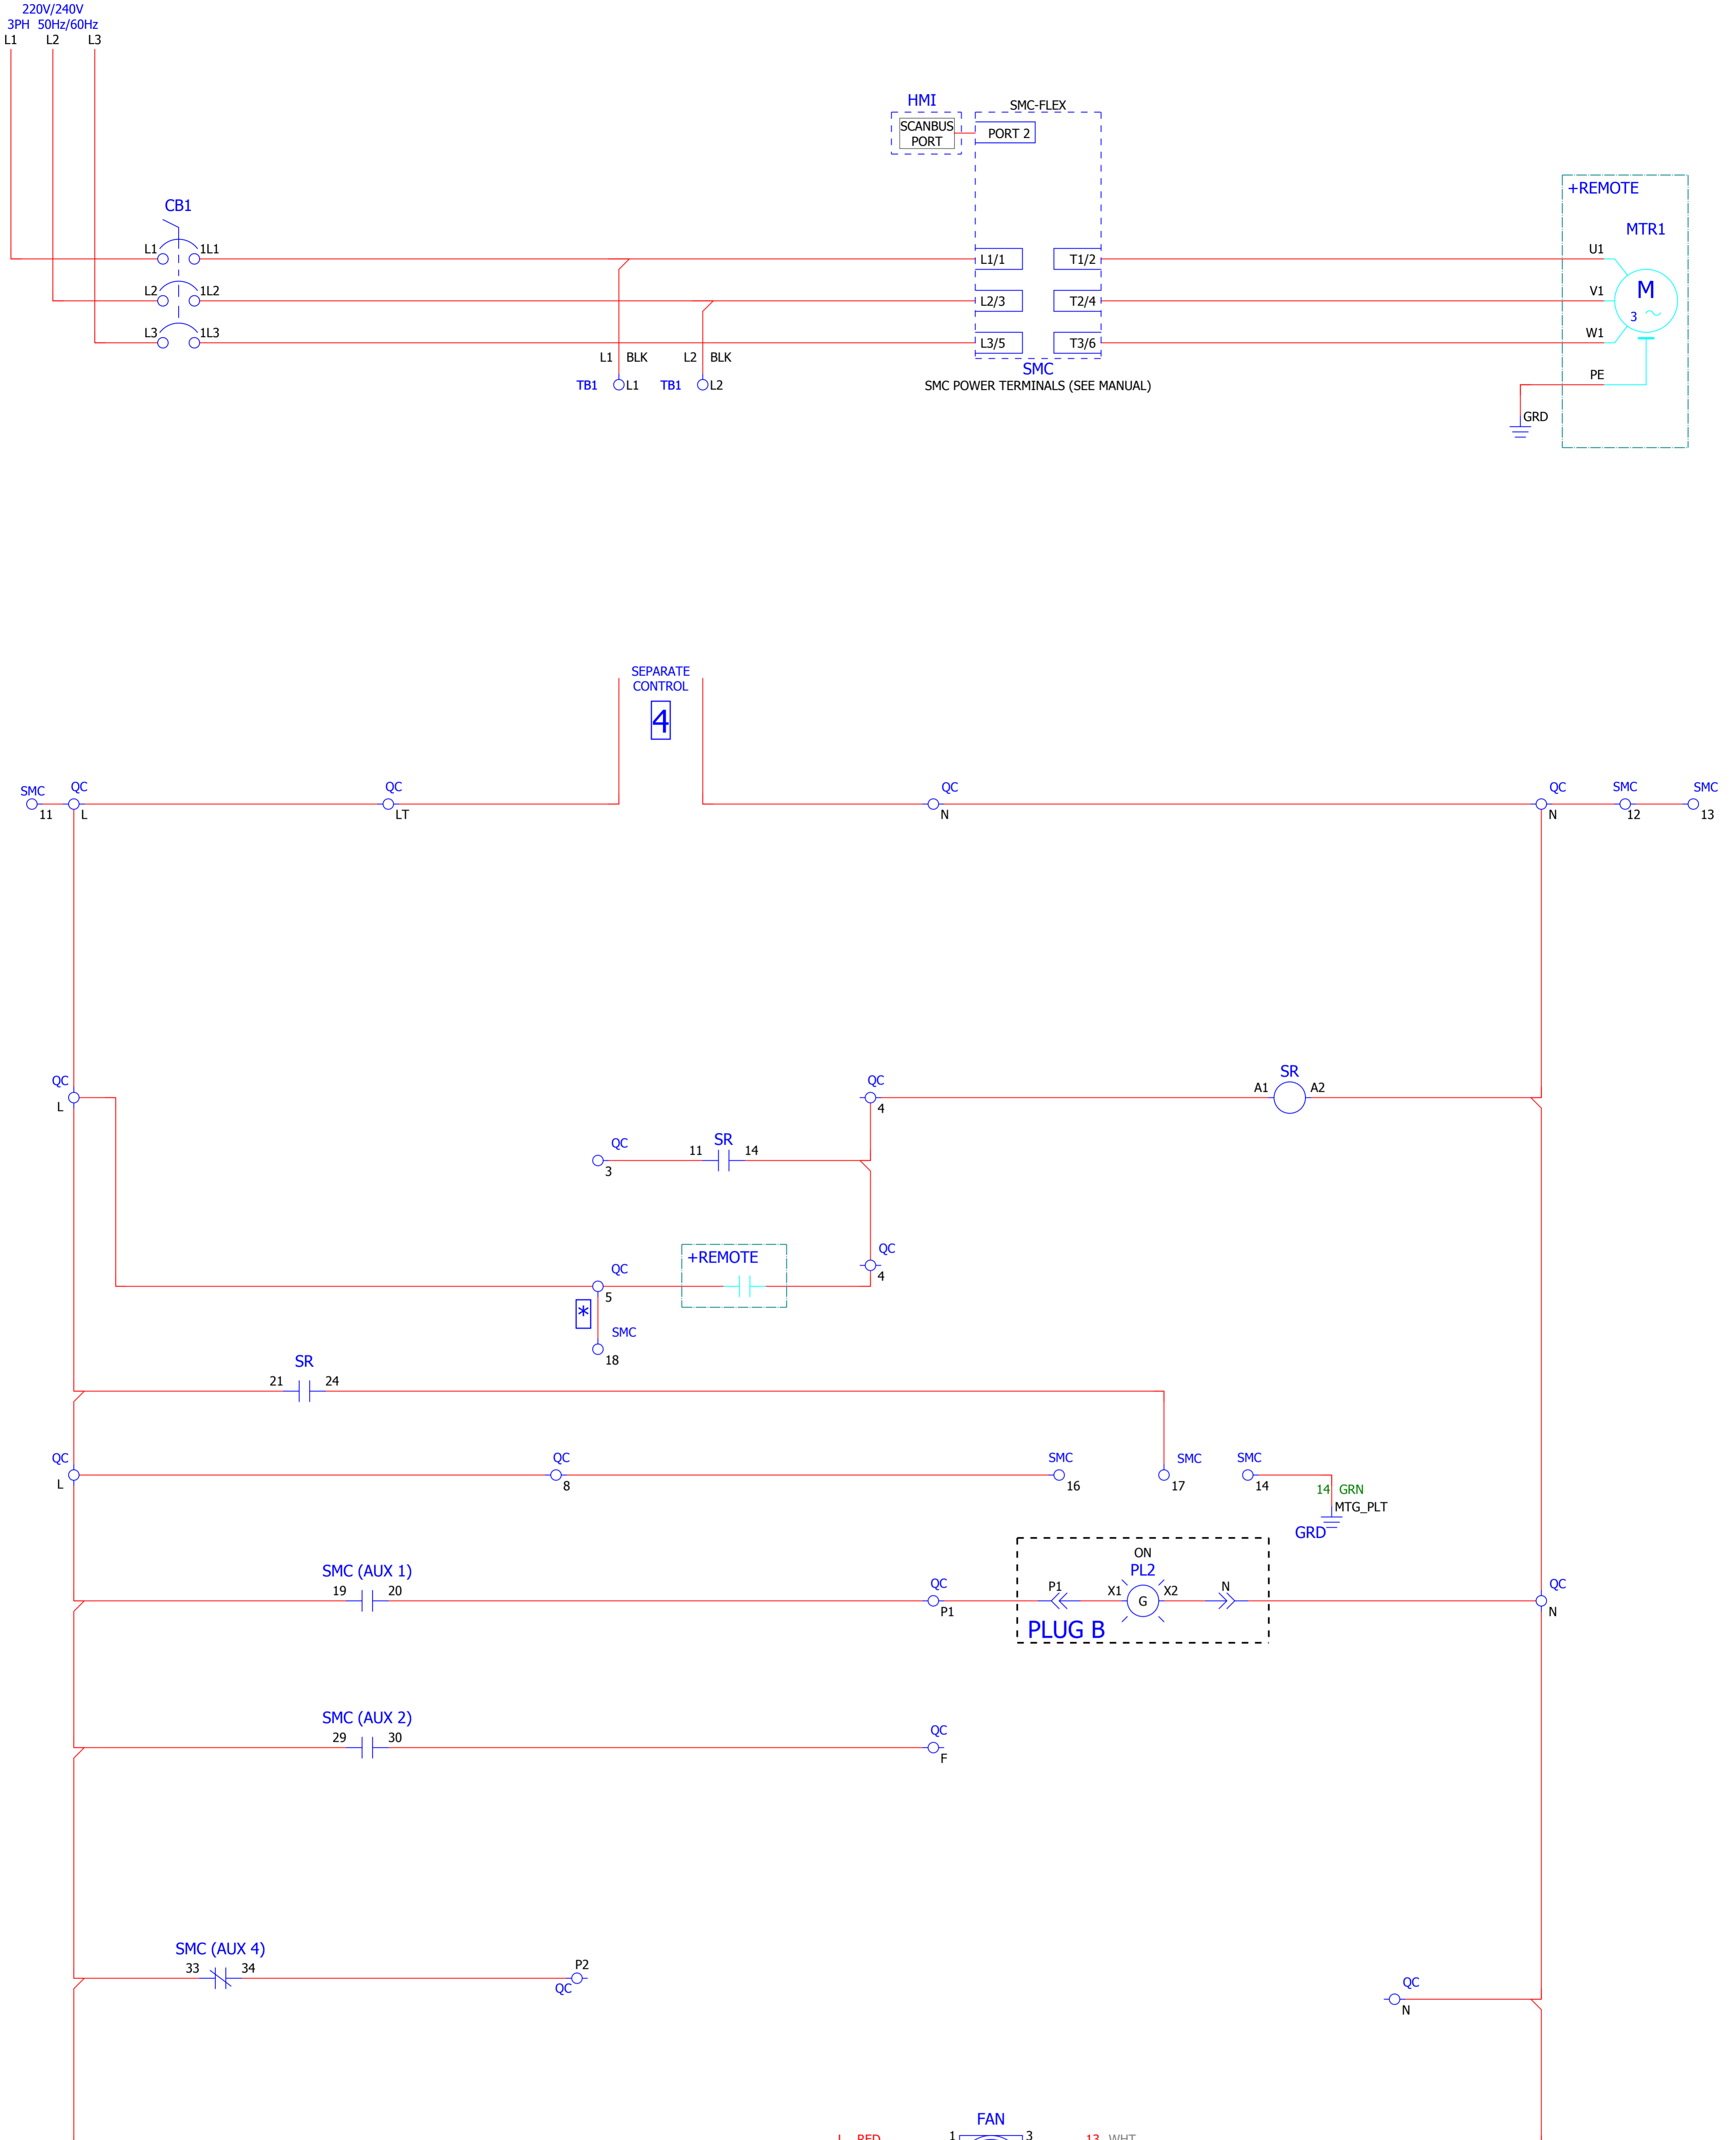 220V/240V
3PH 50Hz/60Hz
L1 L2 L3
HMI
SMC-FLEX
SCANBUS
PORT
PORT 2
+REMOTE
CB1
MTR1
L1 1L1
L1/1 T1/2
U1
L2 1L2
L2/3 T2/4
V1
M
3
L3 1L3
L3/5 T3/6
W1
L1 BLK L2 BLK
SMC
PE
TB1 L1 TB1 L2
SMC POWER TERMINALS (SEE MANUAL)
GRD
SEPARATE
CONTROL
4
SMC QC QC QC QC SMC SMC
11 L LT N N 12 13
QC QC SR
A1 A2
L 4
QC 11 SR 14
3
QC
+REMOTE
QC
4
5
*
SMC
18
SR
21 24
QC QC SMC SMC SMC
L 8 16 17 14
14 GRN
MTG_PLT
GRD
ON
SMC (AUX 1)
PL2
19 20
QC P1 X1 G X2 N QC
P1 N
PLUG B
SMC (AUX 2)
29 30
QC
F
SMC (AUX 4)
33 34
P2
QC
QC
N
FAN
L RED 1 3 13 WHT